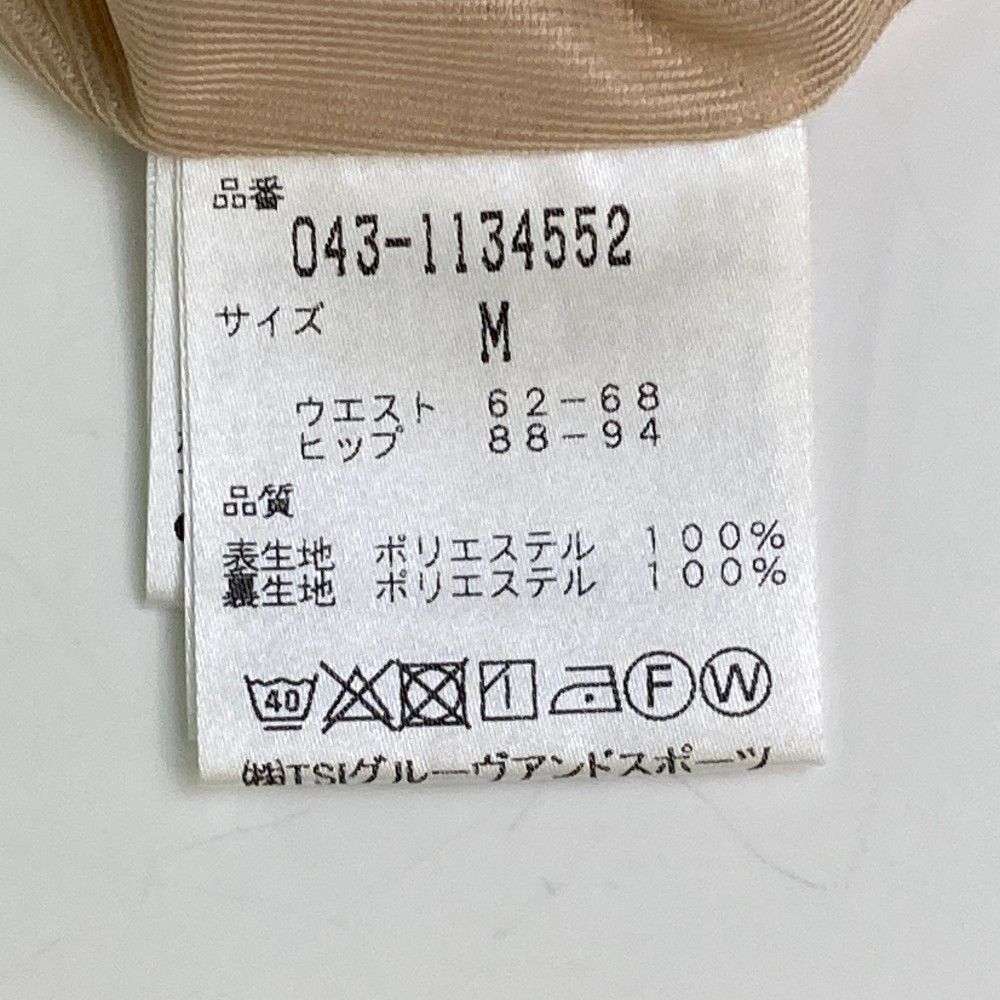 品番
043-1134552
サイズ M
ウエスト 62-68
ヒップ 88-94
品質
表生地 ポリエステル 100%
裏生地 ポリエステル 100%
40 F W
㈱TSIグルーヴアンドスポーツ